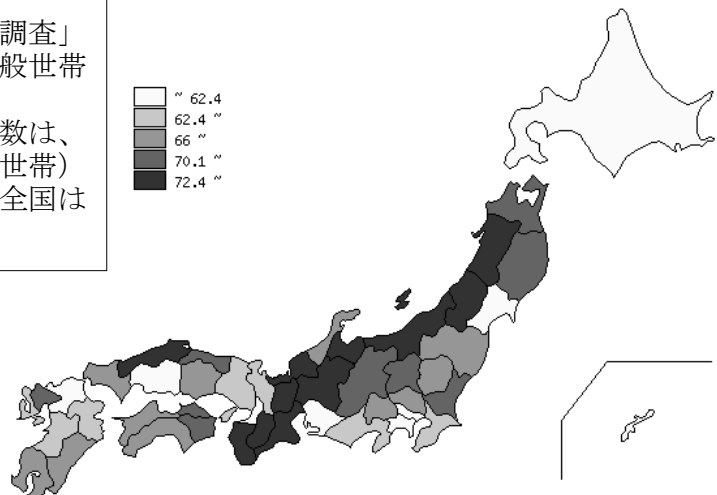 調査」
般世帯
数は、
世帯）
全国は
~ 62.4
62.4 ~
66 ~
70.1 ~
72.4 ~